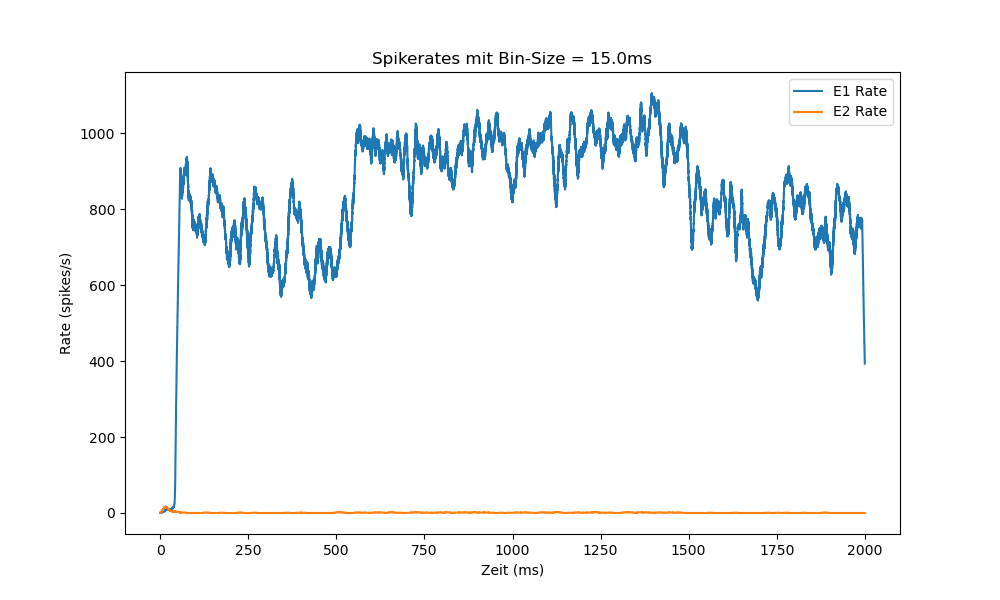 Spikerates mit Bin-Size = 15.0ms
E1 Rate
E2 Rate
1000
800
600
400
200
0
Rate (spikes/s)
0 250 500 750 1000 1250 1500 1750 2000
Zeit (ms)